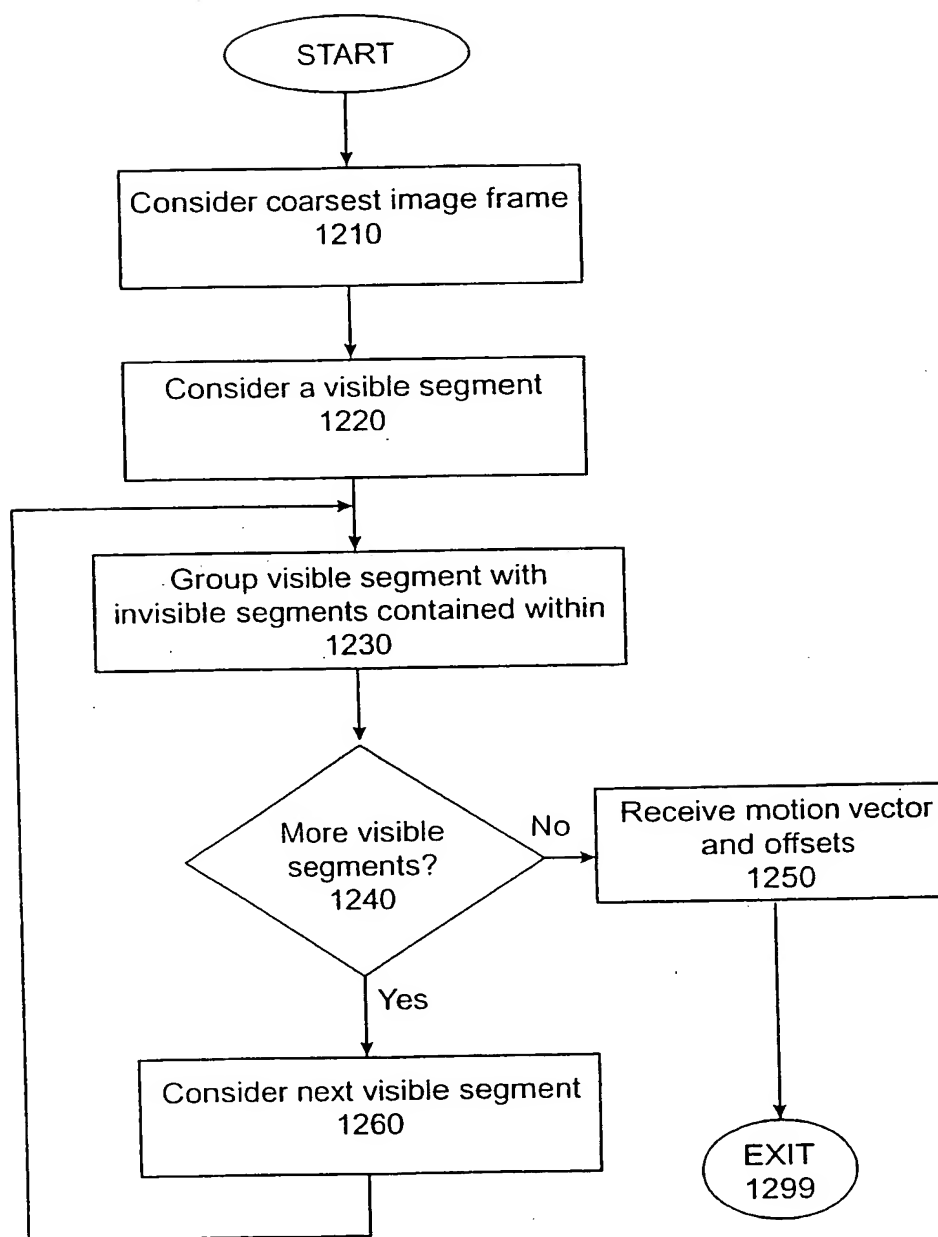 START
Consider coarsest image frame
1210
Consider a visible segment
1220
Group visible segment with
invisible segments contained within
1230
More visible
segments?
1240
No
Receive motion vector
and offsets
1250
Yes
Consider next visible segment
1260
EXIT
1299